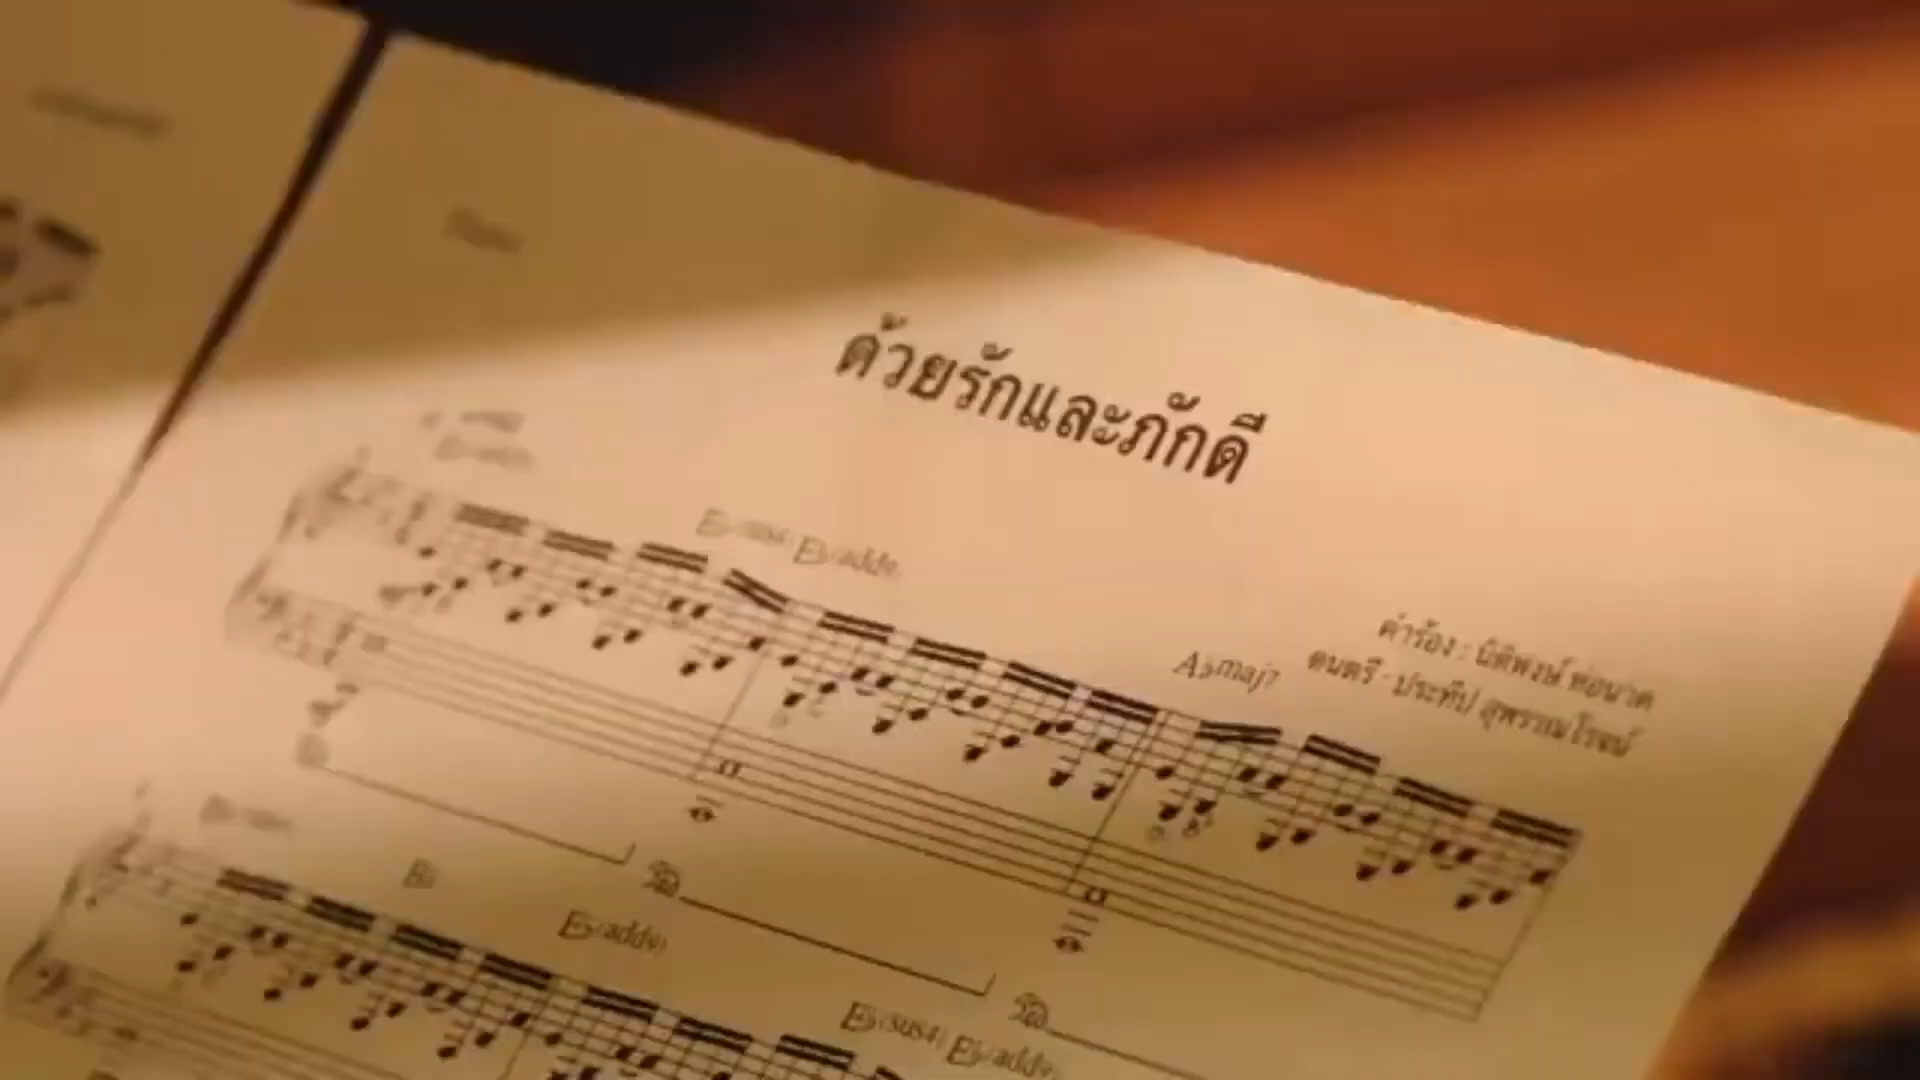 ด้วยรักและภักดี
E♭(sus4) E♭(add9)
คำร้อง : นิติพงษ์ ห่อนาค
A♭maj7
ดนตรี : ประทีป สุพรรณโรจน์
B♭
E♭(add9)
E♭(sus4) E♭(add9)